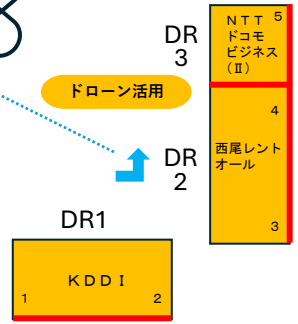 DR
3
ＮＴＴ 5
ドコモ
ビジネス
（Ⅱ）
ドローン活用
4
DR
2
西尾レント
オール
3
DR1
ＫＤＤＩ
1 2